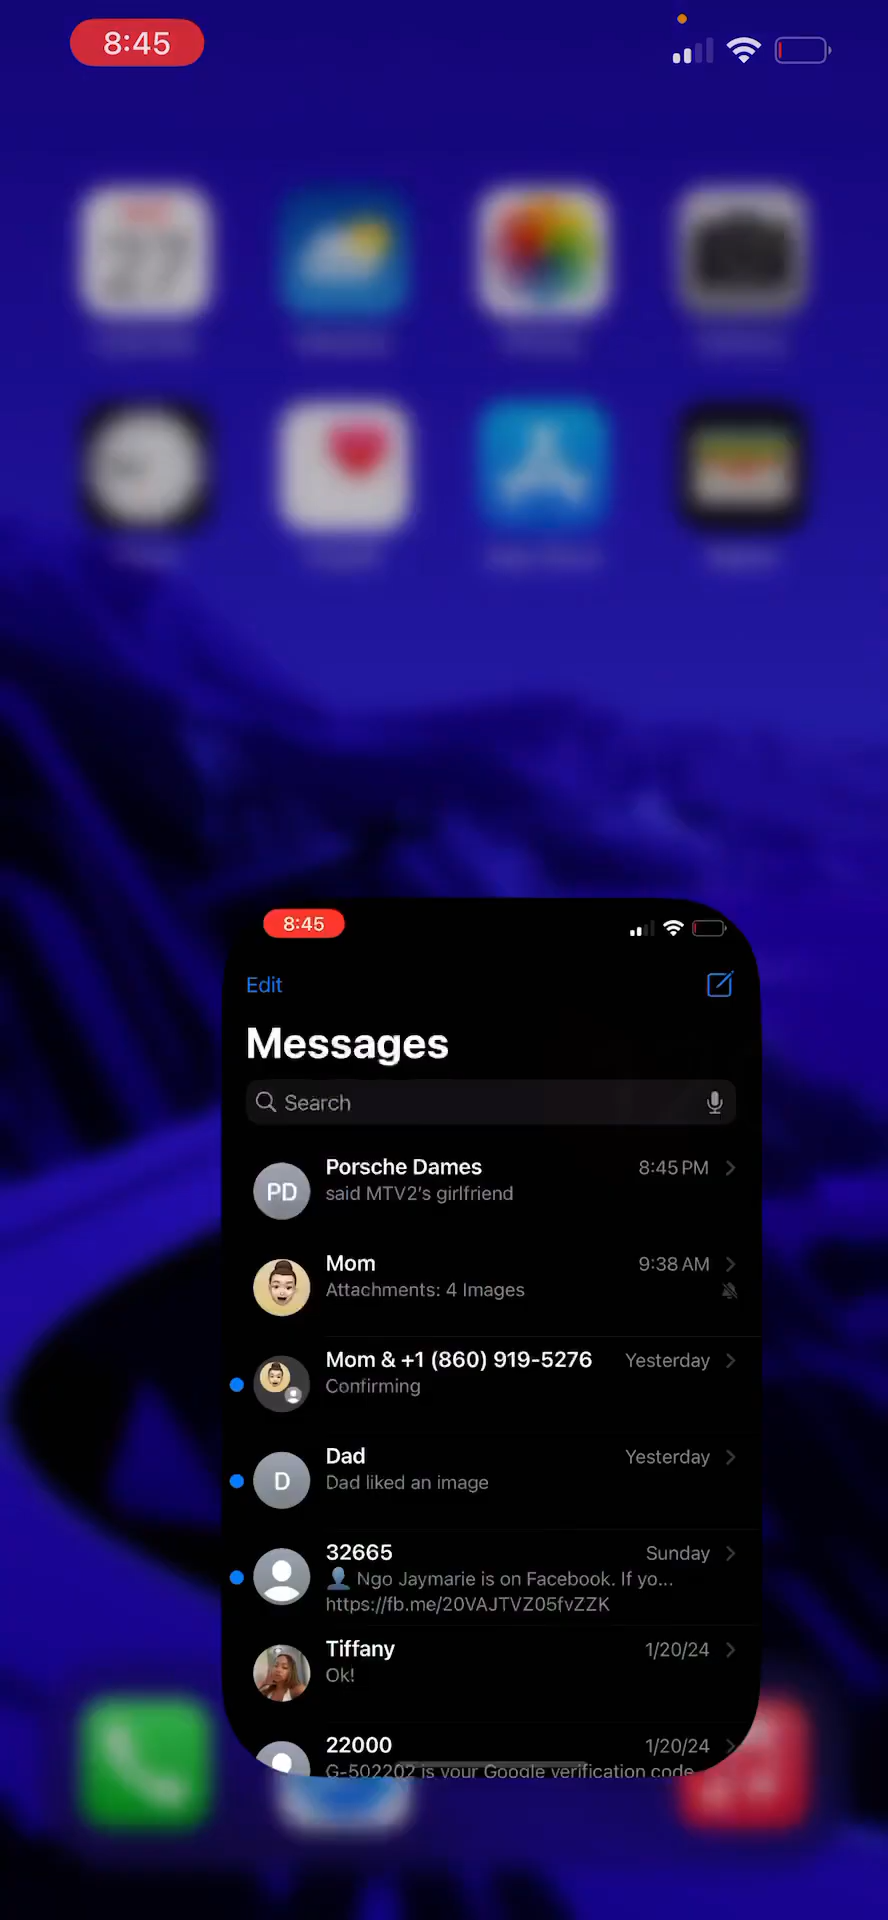 8:45
8:45
Edit
Messages
Search
Porsche Dames 8:45 PM
PD
said MTV2's girlfriend
Mom 9:38 AM
Attachments: 4 Images
Mom & +1 (860) 919-5276 Yesterday
Confirming
Dad Yesterday
D
Dad liked an image
32665 Sunday
👤 Ngo Jaymarie is on Facebook. If yo...
https://fb.me/20VAJTVZ05fvZZK
Tiffany 1/20/24
Ok!
22000 1/20/24
G-502202 is your Google verification code